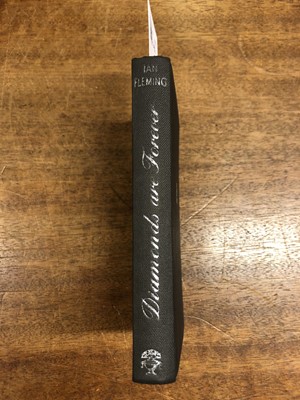 IAN
FLEMING
Diamonds are Forever